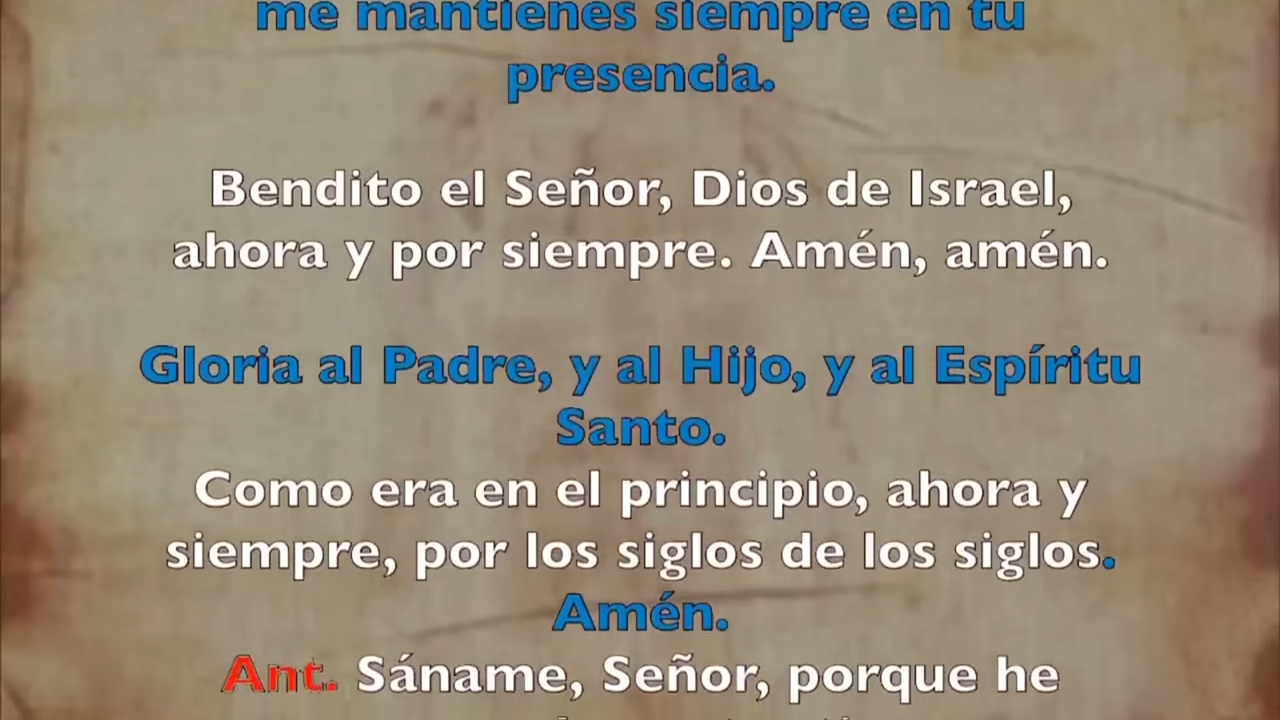 me mantienes siempre en tu
presencia.
Bendito el Señor, Dios de Israel,
ahora y por siempre. Amén, amén.
Gloria al Padre, y al Hijo, y al Espíritu
Santo.
Como era en el principio, ahora y
siempre, por los siglos de los siglos.
Amén.
Ant. Sáname, Señor, porque he